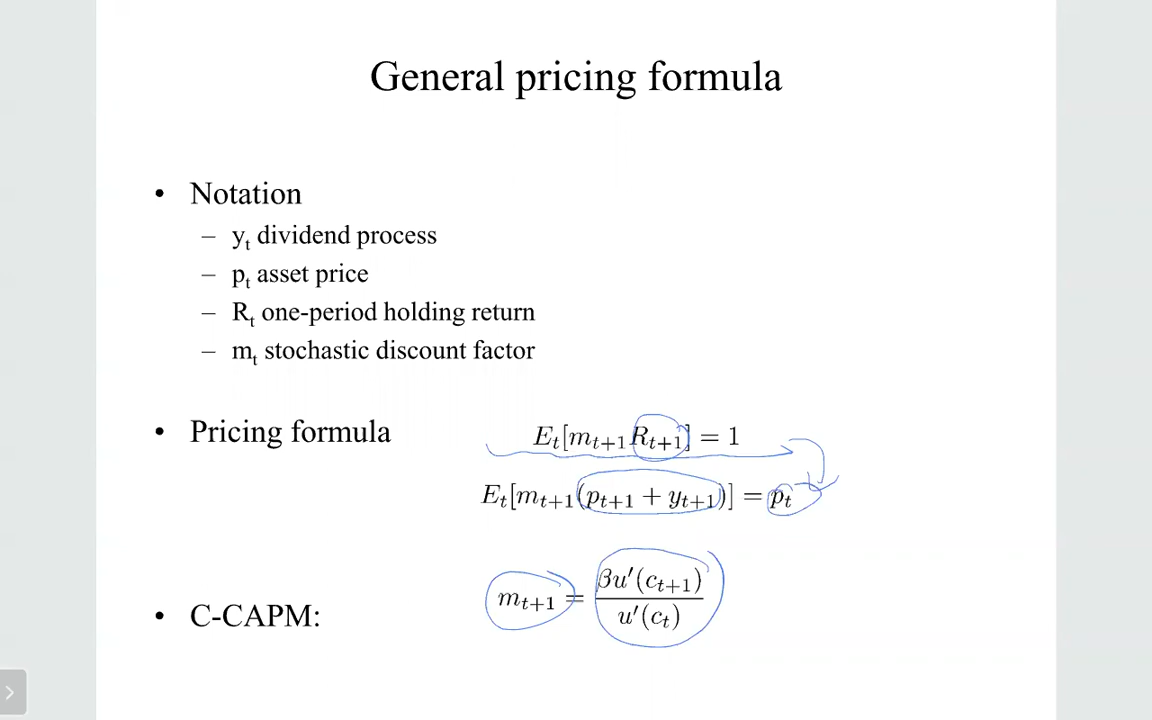 General pricing formula
• Notation
– y_t dividend process
– p_t asset price
– R_t one-period holding return
– m_t stochastic discount factor
• Pricing formula E_t[m_{t+1}R_{t+1}] = 1
E_t[m_{t+1}(p_{t+1} + y_{t+1})] = p_t
• C-CAPM: m_{t+1} = \frac{βu′(c_{t+1})}{u′(c_t)}